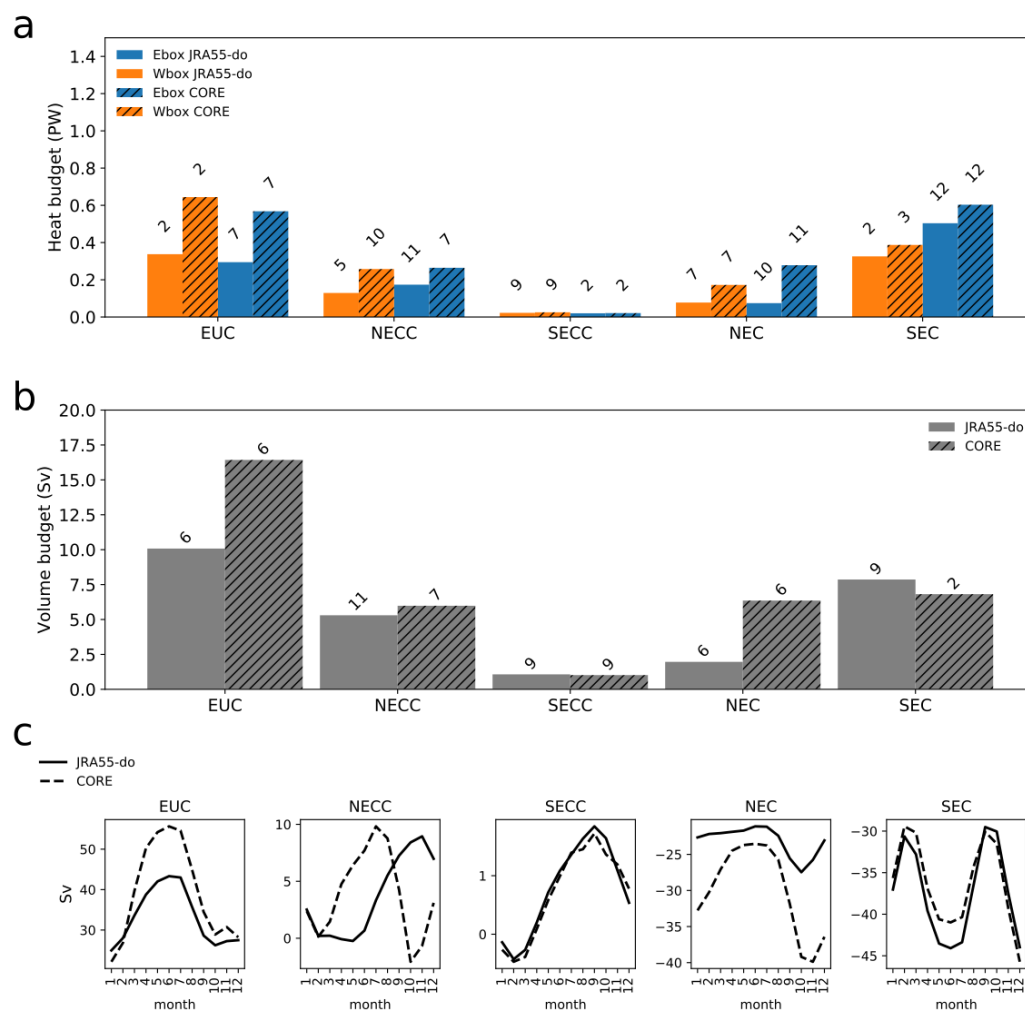 a
Heat budget (PW)
1.4
1.2
1.0
0.8
0.6
0.4
0.2
0.0
Ebox JRA55-do
Wbox JRA55-do
Ebox CORE
Wbox CORE
2 2 7 7
5 10 11 7
9 9 2 2
7 7 10 11
2 3 12 12
EUC NECC SECC NEC SEC
b
Volume budget (Sv)
20.0
17.5
15.0
12.5
10.0
7.5
5.0
2.5
0.0
JRA55-do
CORE
6 6
11 7
9 9
6 6
9 2
EUC NECC SECC NEC SEC
c
JRA55-do
CORE
EUC
Sv
50
40
30
1 2 3 4 5 6 7 8 9 10 11 12
month
NECC
10
5
0
1 2 3 4 5 6 7 8 9 10 11 12
month
SECC
1
0
1 2 3 4 5 6 7 8 9 10 11 12
month
NEC
−25
−30
−35
−40
1 2 3 4 5 6 7 8 9 10 11 12
month
SEC
−30
−35
−40
−45
1 2 3 4 5 6 7 8 9 10 11 12
month